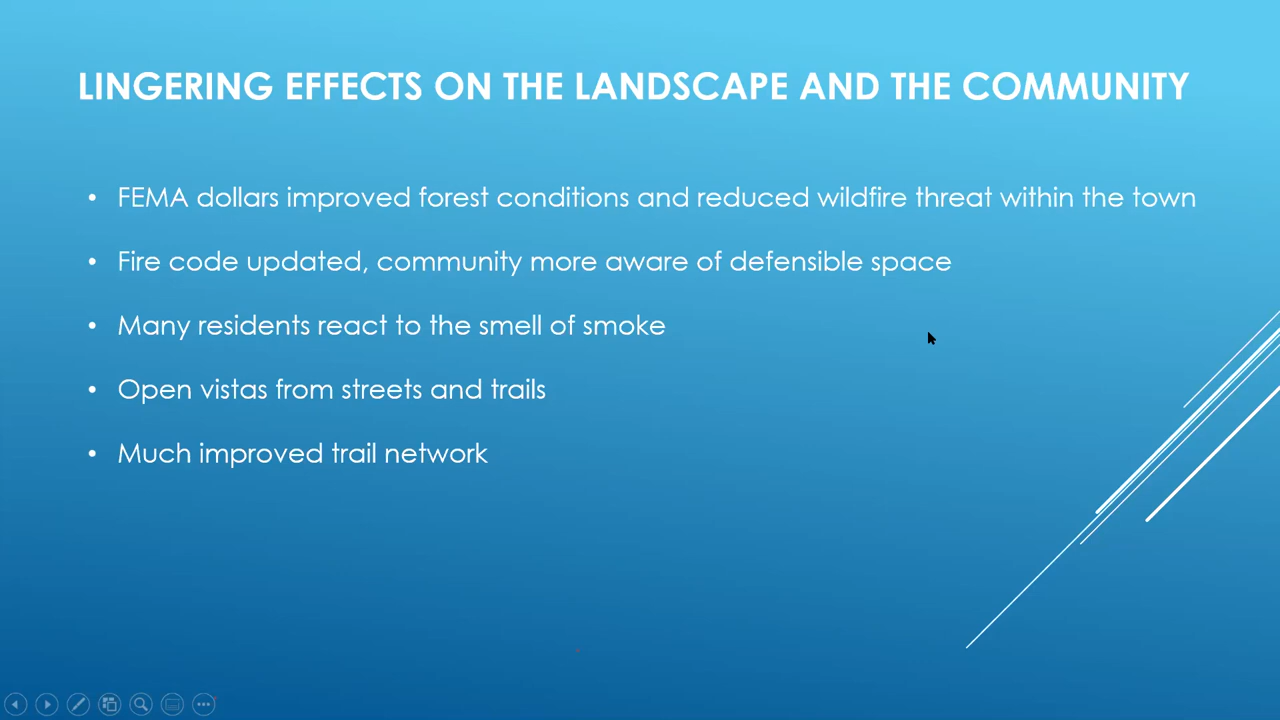 LINGERING EFFECTS ON THE LANDSCAPE AND THE COMMUNITY
• FEMA dollars improved forest conditions and reduced wildfire threat within the town
• Fire code updated, community more aware of defensible space
• Many residents react to the smell of smoke
• Open vistas from streets and trails
• Much improved trail network